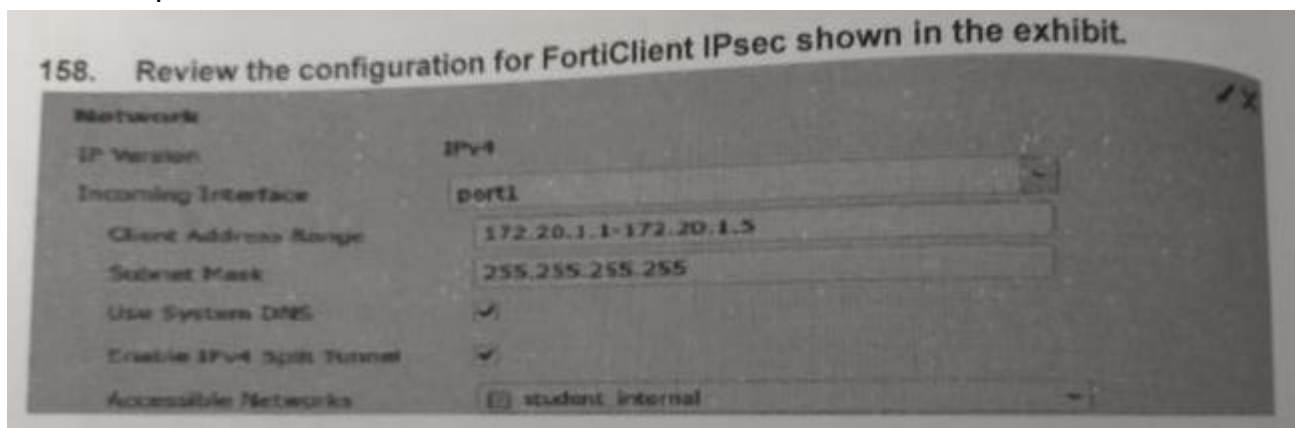 158. Review the configuration for FortiClient IPsec shown in the exhibit.
Network
IP Version IPv4
Incoming Interface port1
Client Address Range 172.20.1.1-172.20.1.5
Subnet Mask 255.255.255.255
Use System DNS
Enable IPv4 Split Tunnel
Accessible Networks student_internal